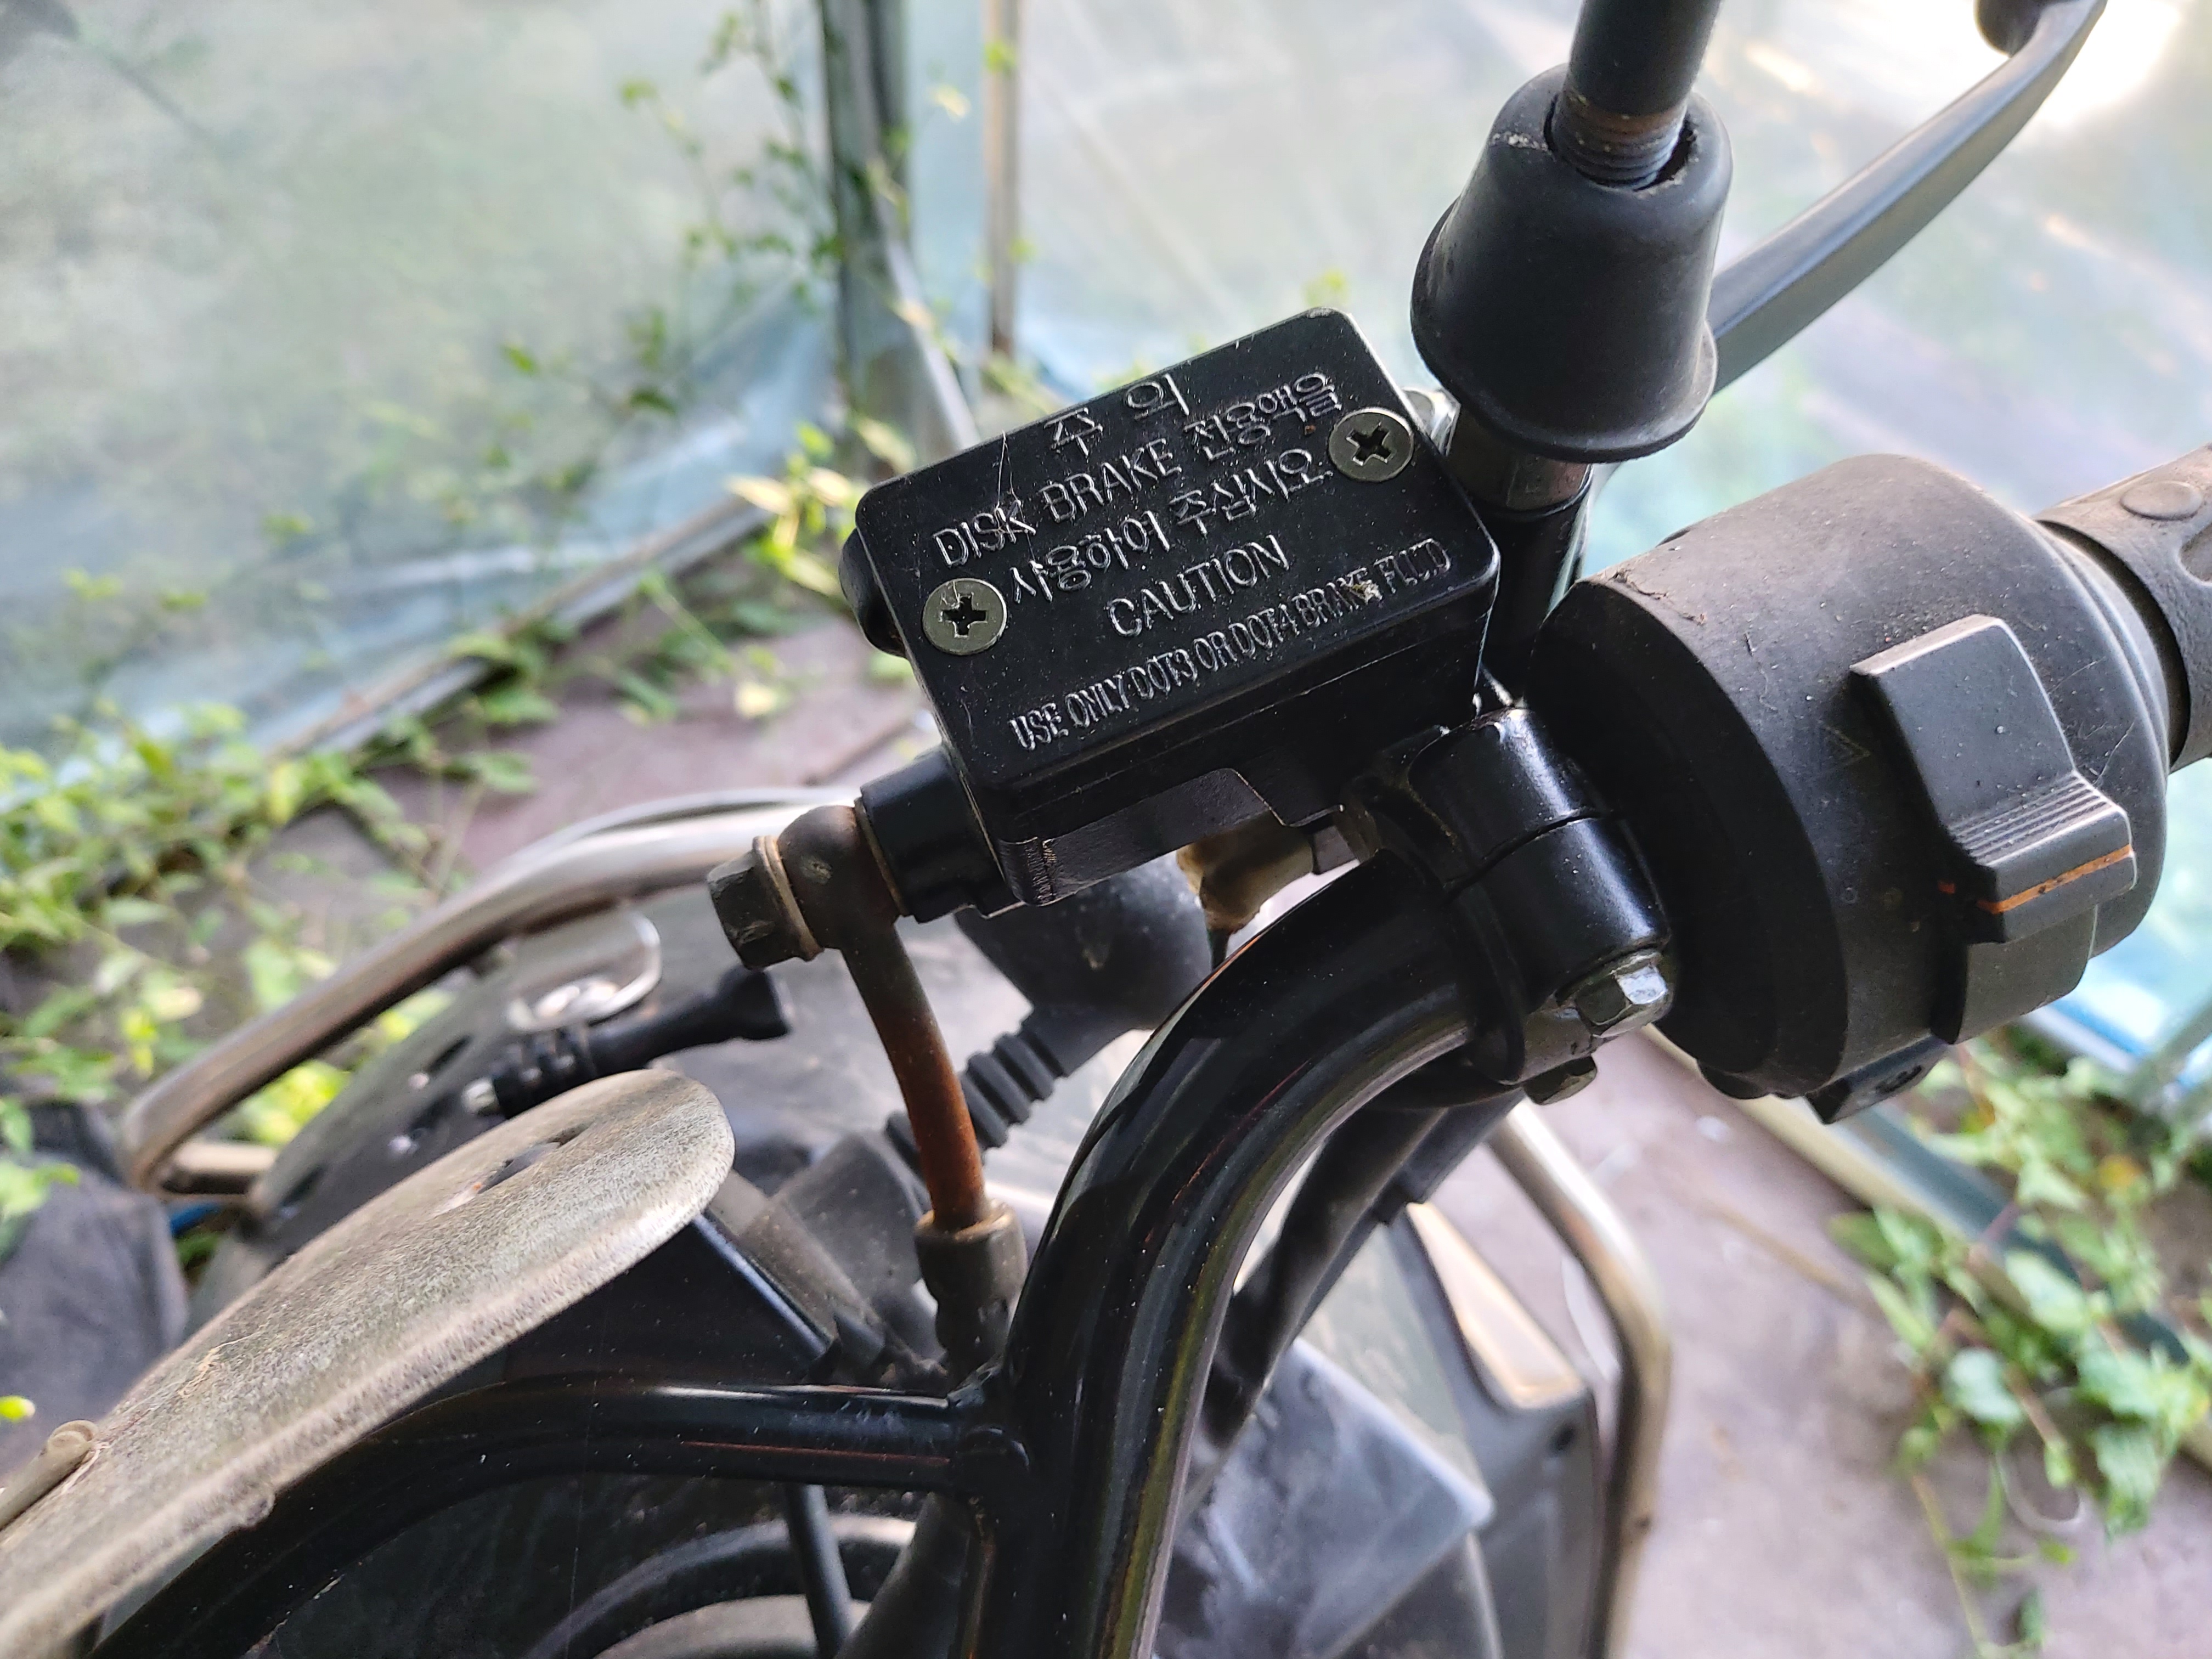 주 의
DISK BRAKE 전용액을
사용하여 주십시오.
CAUTION
USE ONLY DOT3 OR DOT4 BRAKE FLUID